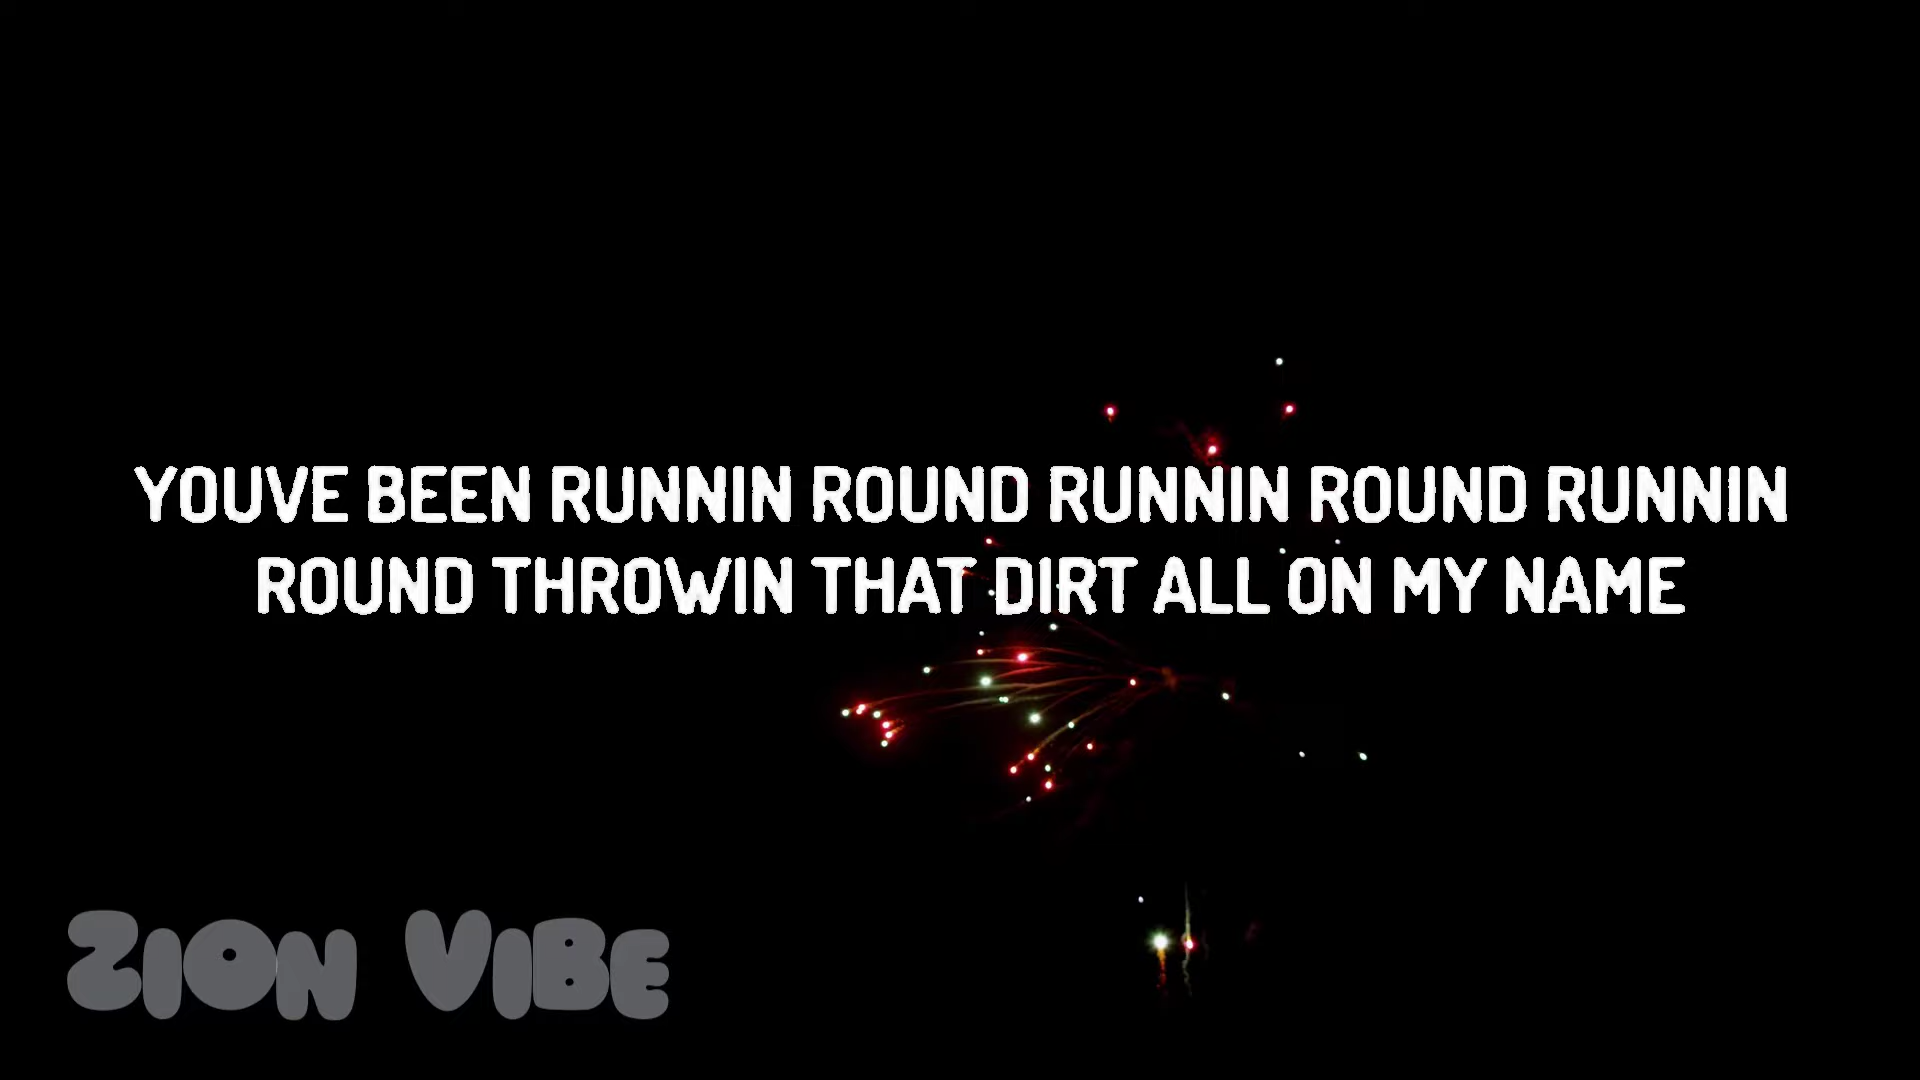 YOUVE BEEN RUNNIN ROUND RUNNIN ROUND RUNNIN
ROUND THROWIN THAT DIRT ALL ON MY NAME
ZION VIBE